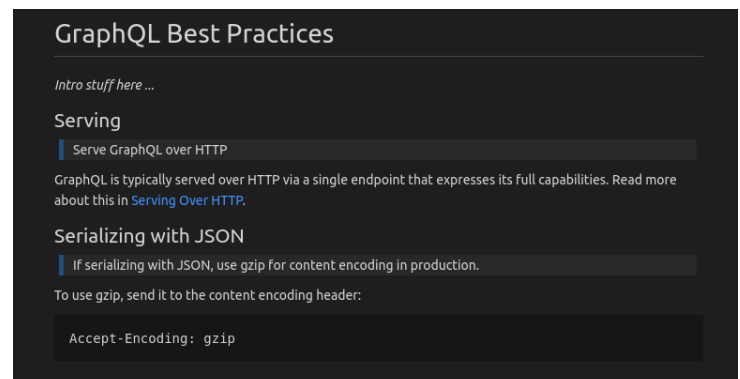 GraphQL Best Practices
Intro stuff here ...
Serving
Serve GraphQL over HTTP
GraphQL is typically served over HTTP via a single endpoint that expresses its full capabilities. Read more
about this in Serving Over HTTP.
Serializing with JSON
If serializing with JSON, use gzip for content encoding in production.
To use gzip, send it to the content encoding header:
Accept-Encoding: gzip